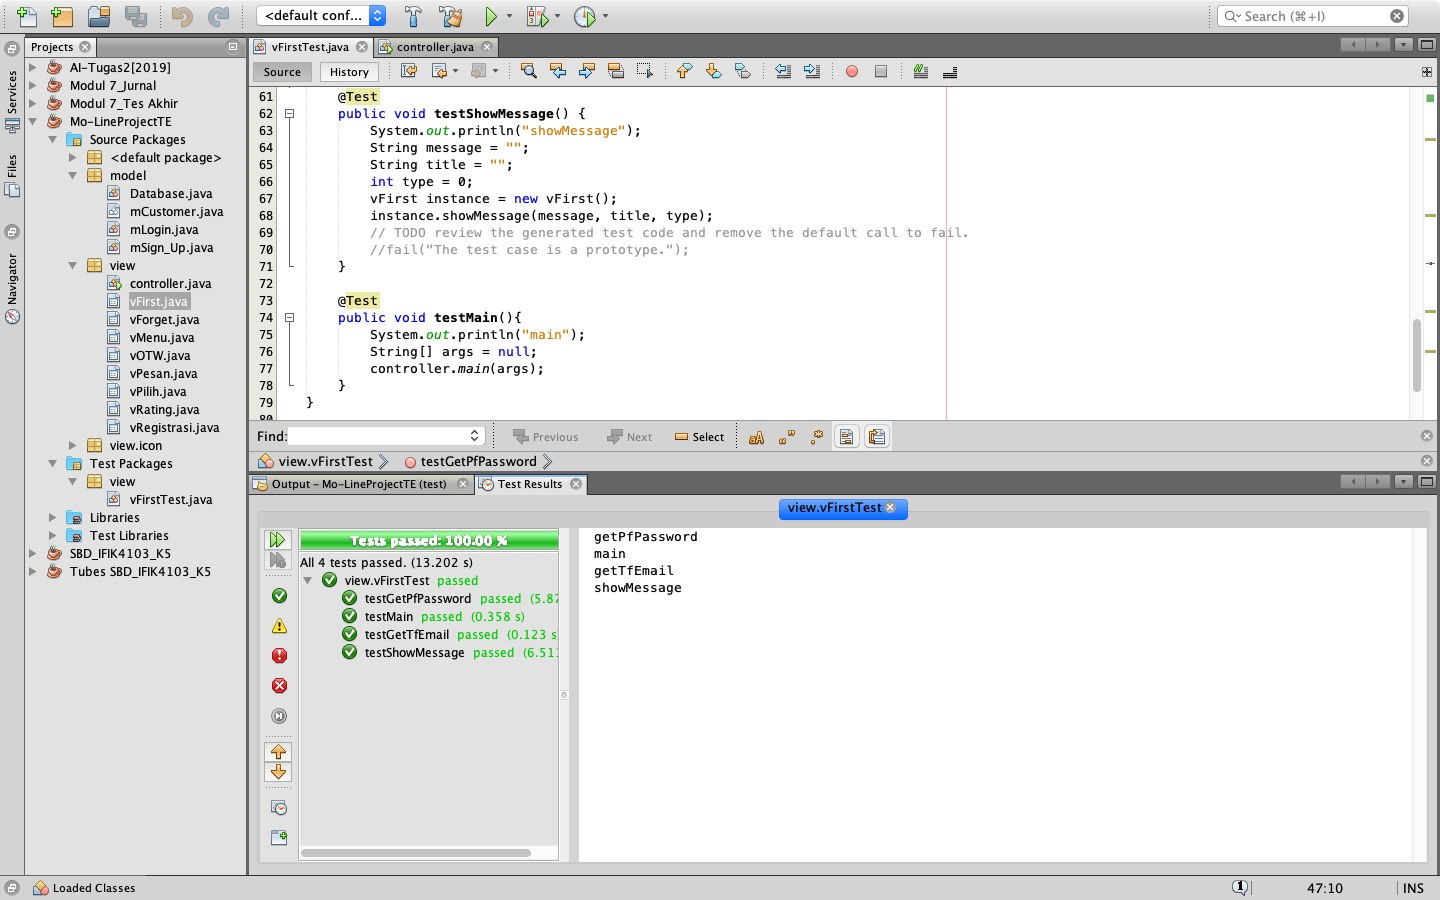 <default conf...
Search (⌘+I)
Projects
Services
Files
Navigator
AI-Tugas2[2019]
Modul 7_Jurnal
Modul 7_Tes Akhir
Mo-LineProjectTE
Source Packages
<default package>
model
Database.java
mCustomer.java
mLogin.java
mSign_Up.java
view
controller.java
vFirst.java
vForget.java
vMenu.java
vOTW.java
vPesan.java
vPilih.java
vRating.java
vRegistrasi.java
view.icon
Test Packages
view
vFirstTest.java
Libraries
Test Libraries
SBD_IFIK4103_K5
Tubes SBD_IFIK4103_K5
vFirstTest.java
controller.java
Source
History
61 @Test
62 public void testShowMessage() {
63 System.out.println("showMessage");
64 String message = "";
65 String title = "";
66 int type = 0;
67 vFirst instance = new vFirst();
68 instance.showMessage(message, title, type);
69 // TODO review the generated test code and remove the default call to fail.
70 //fail("The test case is a prototype.");
71 }
72
73 @Test
74 public void testMain(){
75 System.out.println("main");
76 String[] args = null;
77 controller.main(args);
78 }
79 }
80
Find:
Previous
Next
Select
view.vFirstTest
testGetPfPassword
Output – Mo-LineProjectTE (test)
Test Results
view.vFirstTest
Tests passed: 100.00 %
All 4 tests passed. (13.202 s)
view.vFirstTest passed
testGetPfPassword passed (5.87
testMain passed (0.358 s)
testGetTfEmail passed (0.123 s
testShowMessage passed (6.511
getPfPassword
main
getTfEmail
showMessage
Loaded Classes
1
47:10
INS